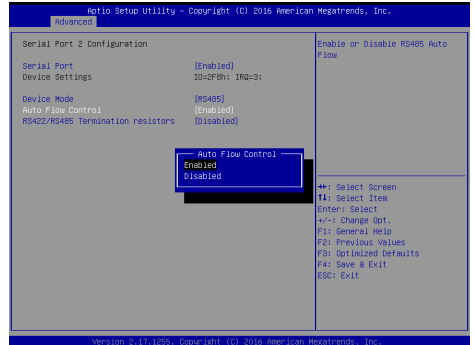 Aptio Setup Utility – Copyright (C) 2016 American Megatrends, Inc.
Advanced
Serial Port 2 Configuration
Serial Port [Enabled]
Device Settings IO=2F8h; IRQ=3;
Device Mode [RS485]
Auto Flow Control [Enabled]
RS422/RS485 Termination resistors [Disabled]
Auto Flow Control
Enabled
Disabled
Enable or Disable RS485 Auto
Flow
→←: Select Screen
↑↓: Select Item
Enter: Select
+/-: Change Opt.
F1: General Help
F2: Previous Values
F3: Optimized Defaults
F4: Save & Exit
ESC: Exit
Version 2.17.1255. Copyright (C) 2016 American Megatrends, Inc.